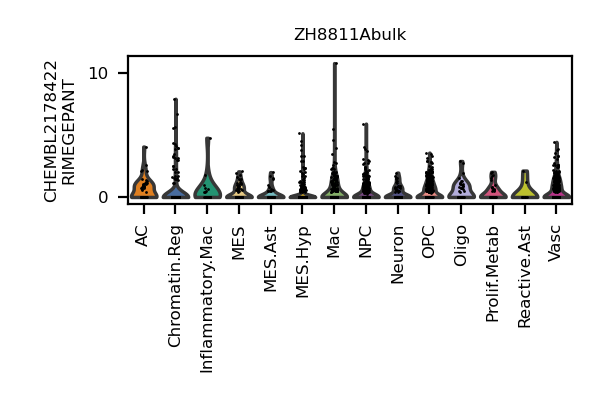 ZH8811Abulk
CHEMBL2178422
RIMEGEPANT
10
0
AC
Chromatin.Reg
Inflammatory.Mac
MES
MES.Ast
MES.Hyp
Mac
NPC
Neuron
OPC
Oligo
Prolif.Metab
Reactive.Ast
Vasc